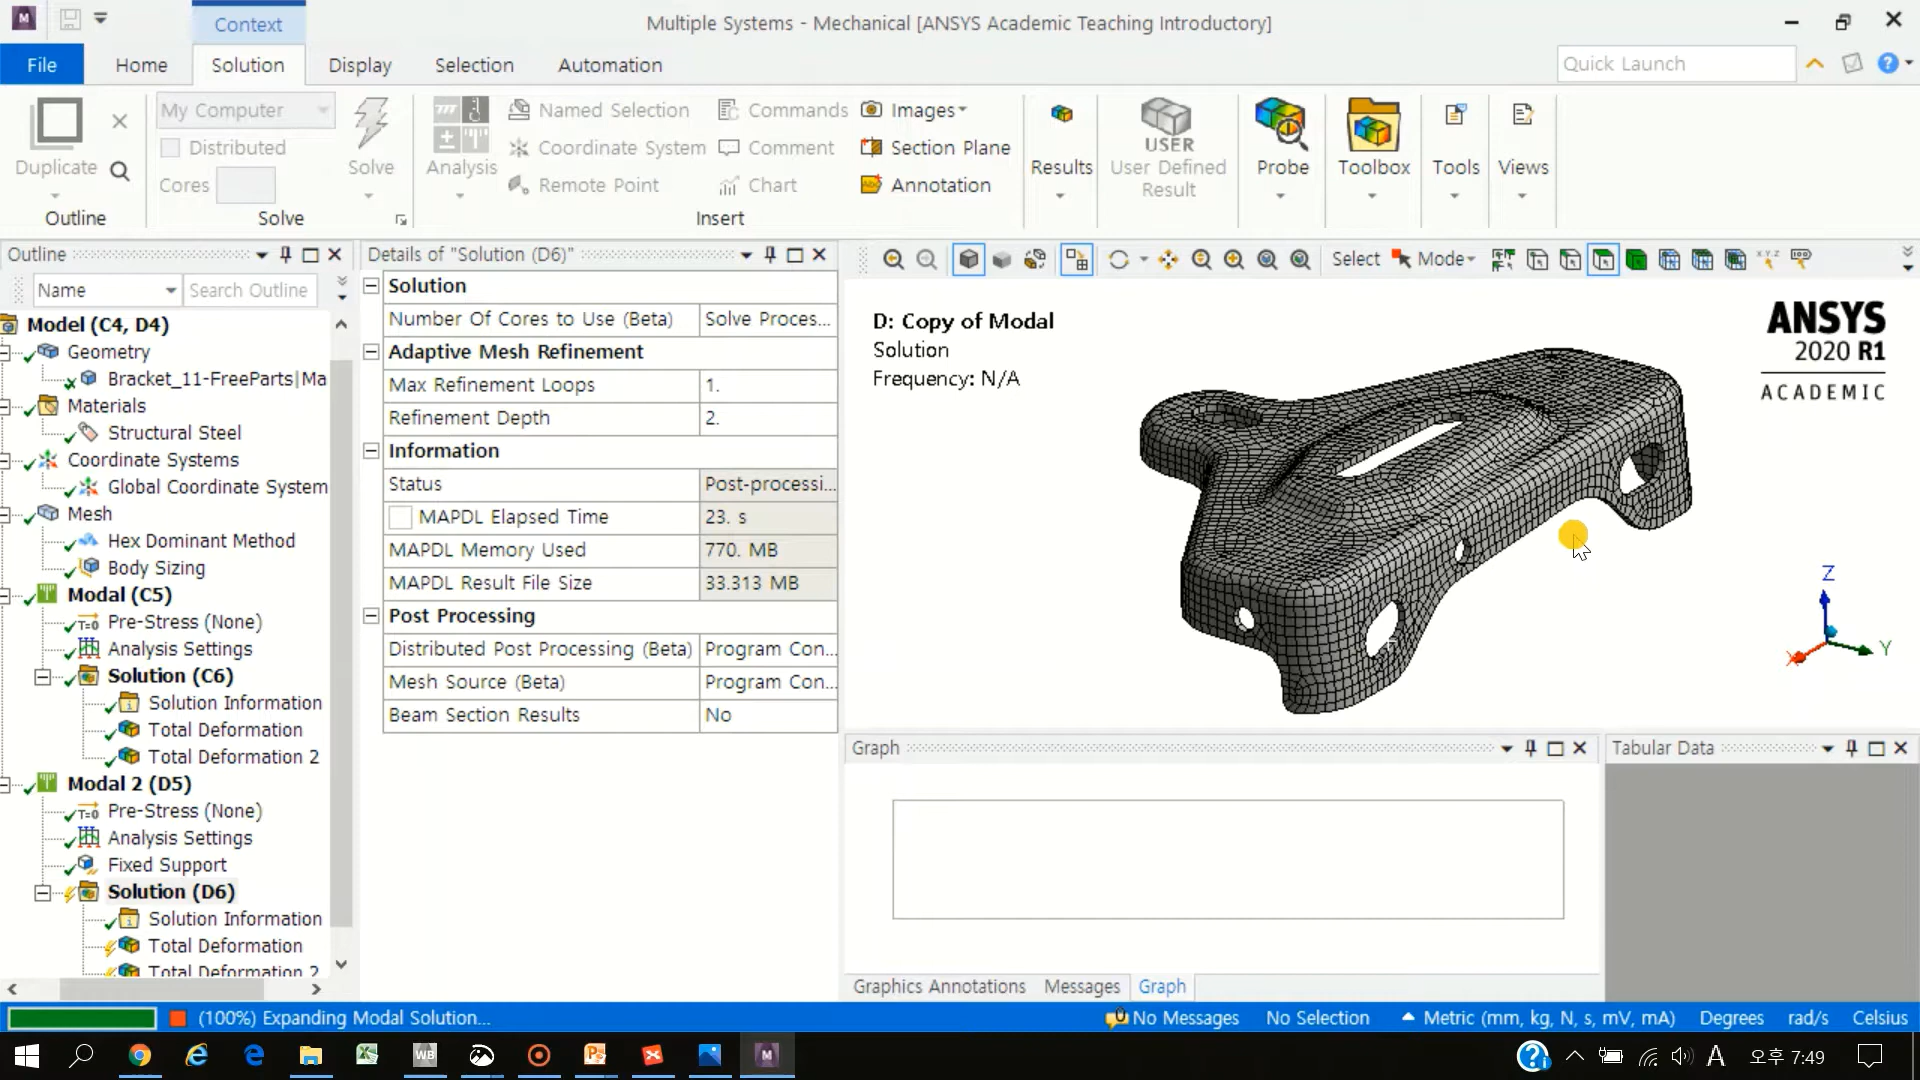 M
Context
Multiple Systems - Mechanical [ANSYS Academic Teaching Introductory]
File
Home
Solution
Display
Selection
Automation
Quick Launch
Duplicate
Outline
My Computer
Distributed
Cores
Solve
Solve
Analysis
Named Selection
Coordinate System
Remote Point
Commands
Comment
Chart
Images
Section Plane
Annotation
Insert
Results
USER
User Defined
Result
Probe
Toolbox
Tools
Views
Outline
Name
Search Outline
Model (C4, D4)
Geometry
Bracket_11-FreeParts|Ma
Materials
Structural Steel
Coordinate Systems
Global Coordinate System
Mesh
Hex Dominant Method
Body Sizing
Modal (C5)
Pre-Stress (None)
Analysis Settings
Solution (C6)
Solution Information
Total Deformation
Total Deformation 2
Modal 2 (D5)
Pre-Stress (None)
Analysis Settings
Fixed Support
Solution (D6)
Solution Information
Total Deformation
Total Deformation 2
Details of "Solution (D6)"
Solution
Number Of Cores to Use (Beta) Solve Proces...
Adaptive Mesh Refinement
Max Refinement Loops 1.
Refinement Depth 2.
Information
Status Post-processi...
MAPDL Elapsed Time 23. s
MAPDL Memory Used 770. MB
MAPDL Result File Size 33.313 MB
Post Processing
Distributed Post Processing (Beta) Program Con...
Mesh Source (Beta) Program Con...
Beam Section Results No
Select
Mode
D: Copy of Modal
Solution
Frequency: N/A
ANSYS
2020 R1
ACADEMIC
Z
Y
X
Graph
Tabular Data
Graphics Annotations Messages Graph
(100%) Expanding Modal Solution...
No Messages
No Selection
Metric (mm, kg, N, s, mV, mA)
Degrees
rad/s
Celsius
WB
M
A
오후 7:49